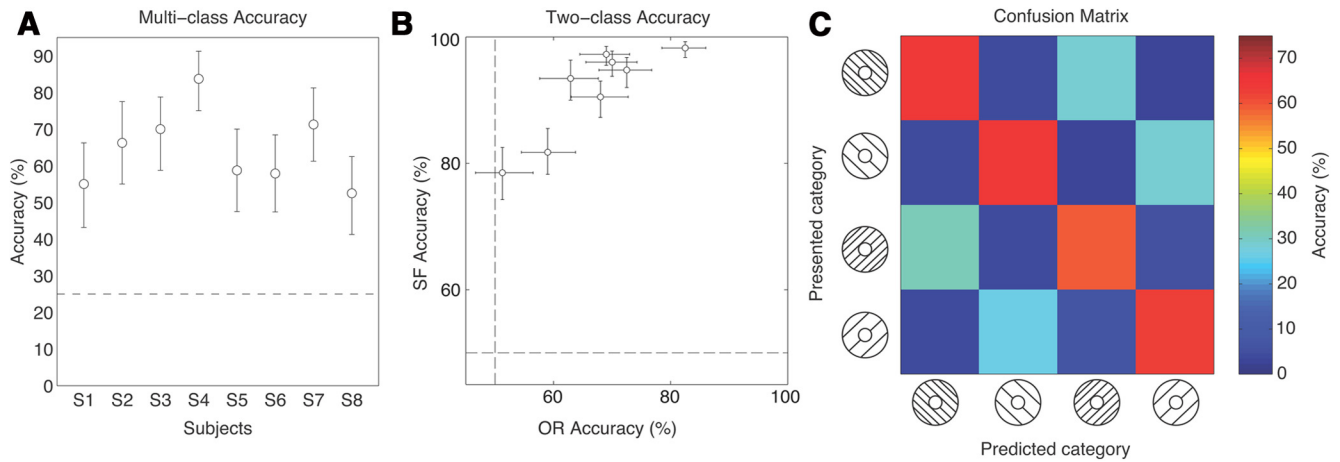 A
Multi-class Accuracy
Accuracy (%)
90
80
70
60
50
40
30
20
10
0
S1 S2 S3 S4 S5 S6 S7 S8
Subjects
B
Two-class Accuracy
SF Accuracy (%)
100
80
60
60 80 100
OR Accuracy (%)
C
Confusion Matrix
Presented category
Predicted category
70
60
50
40
30
20
10
0
Accuracy (%)